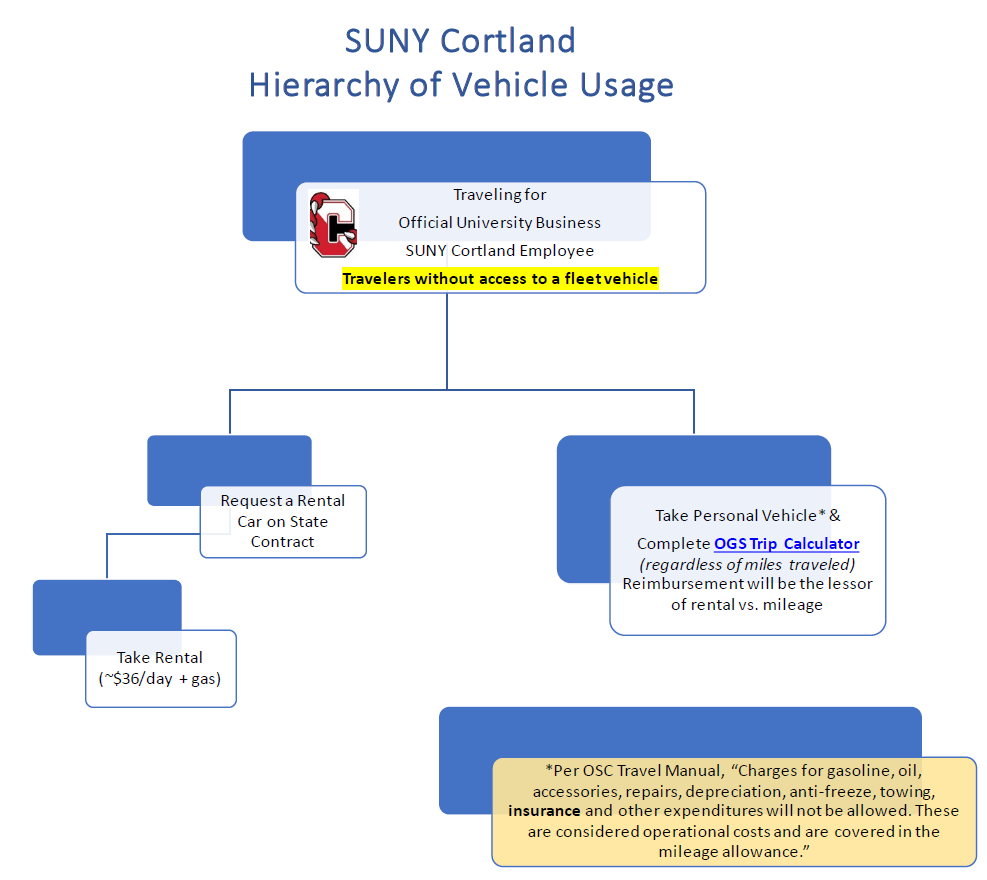 SUNY Cortland
Hierarchy of Vehicle Usage
Traveling for
Official University Business
SUNY Cortland Employee
Travelers without access to a fleet vehicle
Request a Rental
Car on State
Contract
Take Rental
(~$36/day + gas)
Take Personal Vehicle* &
Complete OGS Trip Calculator
(regardless of miles traveled)
Reimbursement will be the lessor
of rental vs. mileage
*Per OSC Travel Manual, “Charges for gasoline, oil,
accessories, repairs, depreciation, anti-freeze, towing,
insurance and other expenditures will not be allowed. These
are considered operational costs and are covered in the
mileage allowance.”